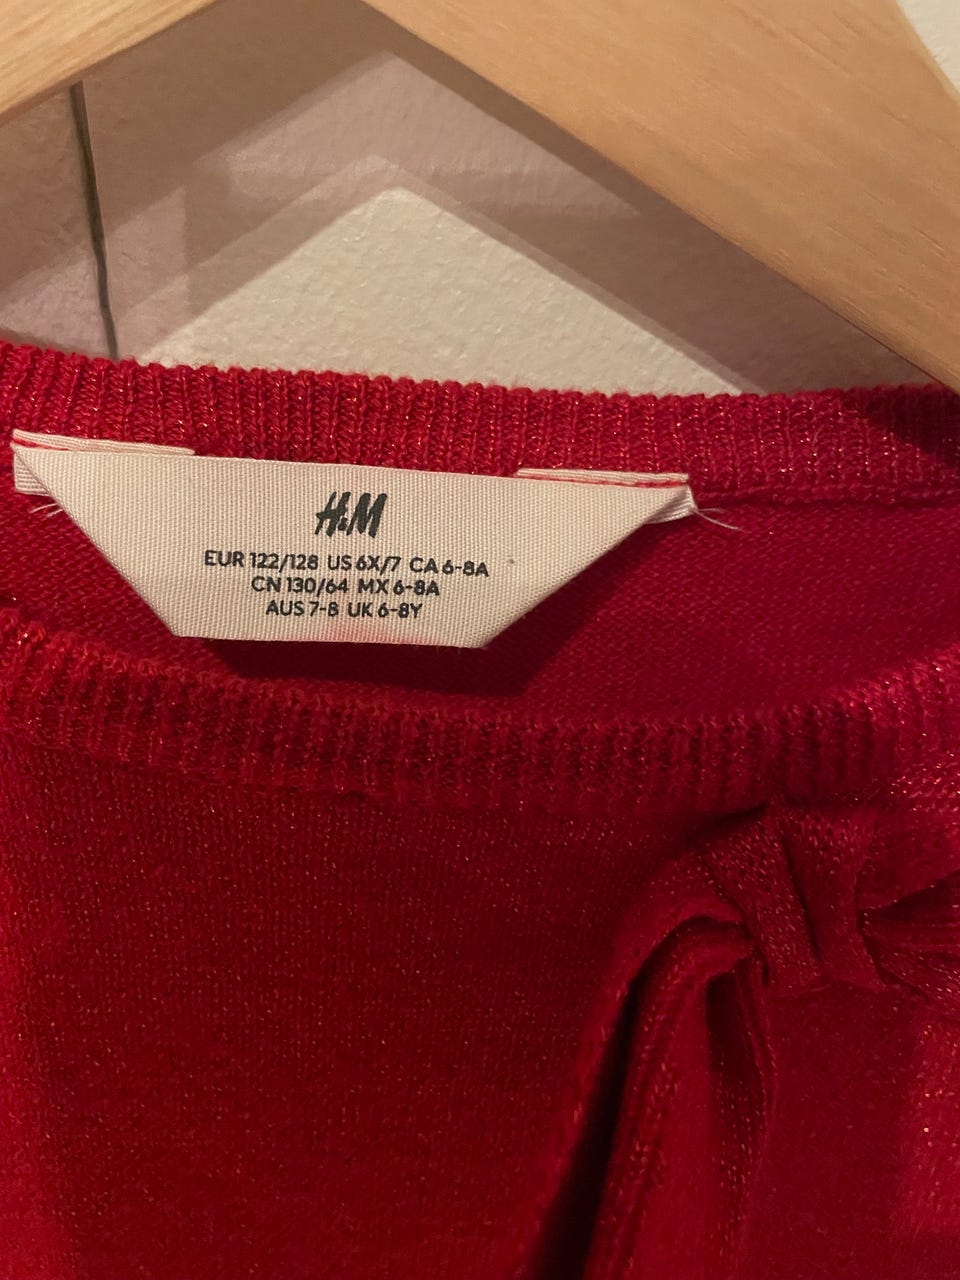 H&M
EUR 122/128 US 6X/7 CA 6-8A
CN 130/64 MX 6-8A
AUS 7-8 UK 6-8Y